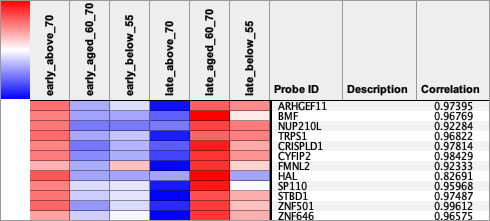 early_above_70
early_aged_60_70
early_below_55
late_above_70
late_aged_60_70
late_below_55
Probe ID Description Correlation
ARHGEF11 0.97395
BMF 0.96769
NUP210L 0.92284
TRPS1 0.96822
CRISPLD1 0.97814
CYFIP2 0.98429
FMNL2 0.92333
HAL 0.82691
SP110 0.95968
STBD1 0.97487
ZNF501 0.99612
ZNF646 0.96575